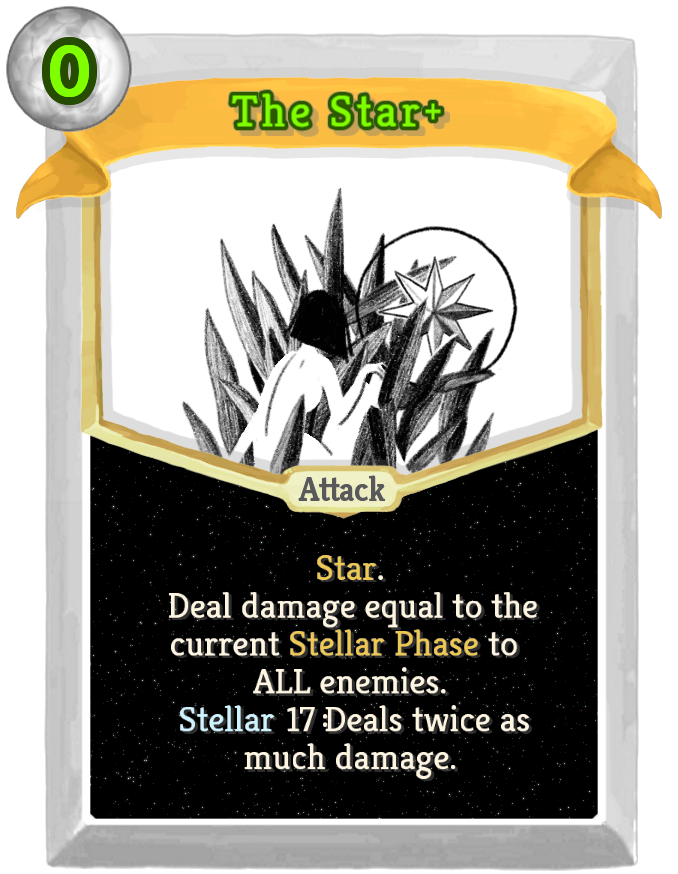 0
The Star+
Attack
Star.
Deal damage equal to the
current Stellar Phase to
ALL enemies.
Stellar 17 :Deals twice as
much damage.